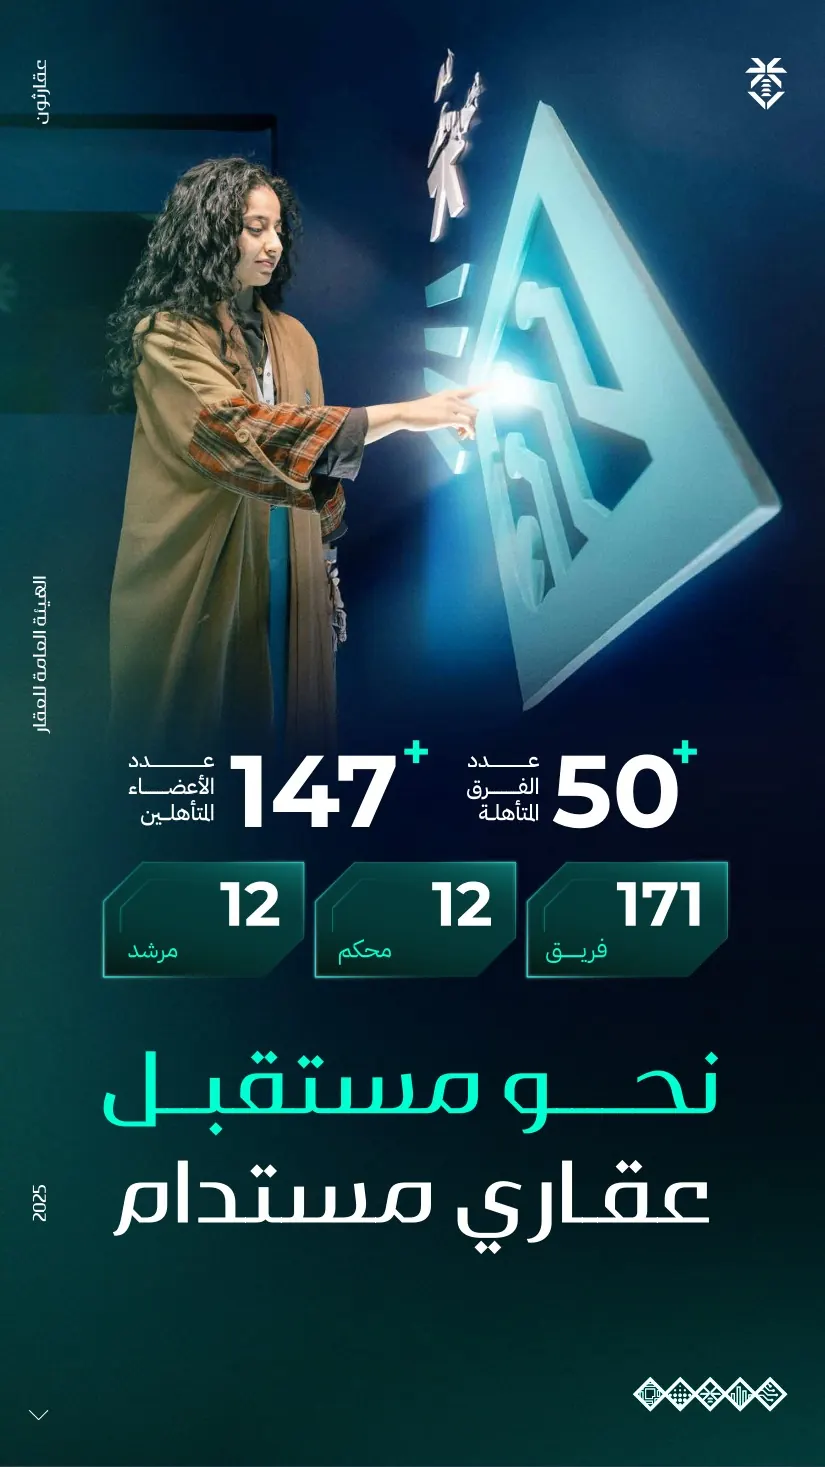 عقارثون
الهيئة العامة للعقار
2025
50+
عدد
الفرق
المتأهلة
147+
عدد
الأعضاء
المتأهلين
171
فريق
12
محكم
12
مرشد
نحو مستقبل
عقاري مستدام